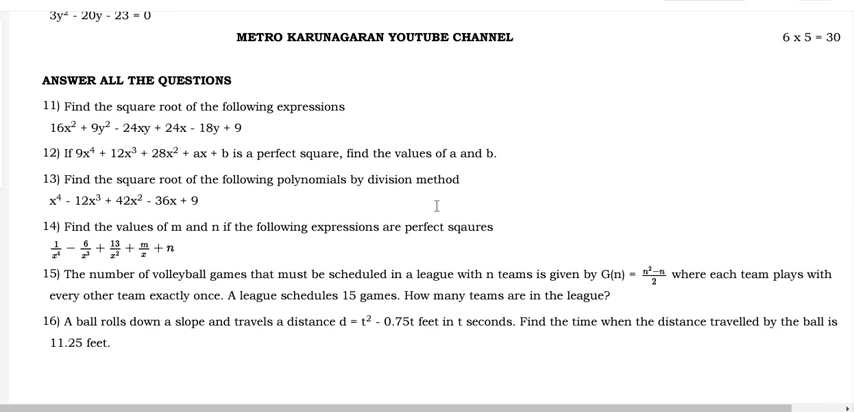 3y² - 20y - 23 = 0
METRO KARUNAGARAN YOUTUBE CHANNEL 6 x 5 = 30
ANSWER ALL THE QUESTIONS
11) Find the square root of the following expressions
16x² + 9y² - 24xy + 24x - 18y + 9
12) If 9x⁴ + 12x³ + 28x² + ax + b is a perfect square, find the values of a and b.
13) Find the square root of the following polynomials by division method
x⁴ - 12x³ + 42x² - 36x + 9
14) Find the values of m and n if the following expressions are perfect sqaures
1/x⁴ − 6/x³ + 13/x² + m/x + n
15) The number of volleyball games that must be scheduled in a league with n teams is given by G(n) = (n²−n)/2 where each team plays with
every other team exactly once. A league schedules 15 games. How many teams are in the league?
16) A ball rolls down a slope and travels a distance d = t² - 0.75t feet in t seconds. Find the time when the distance travelled by the ball is
11.25 feet.